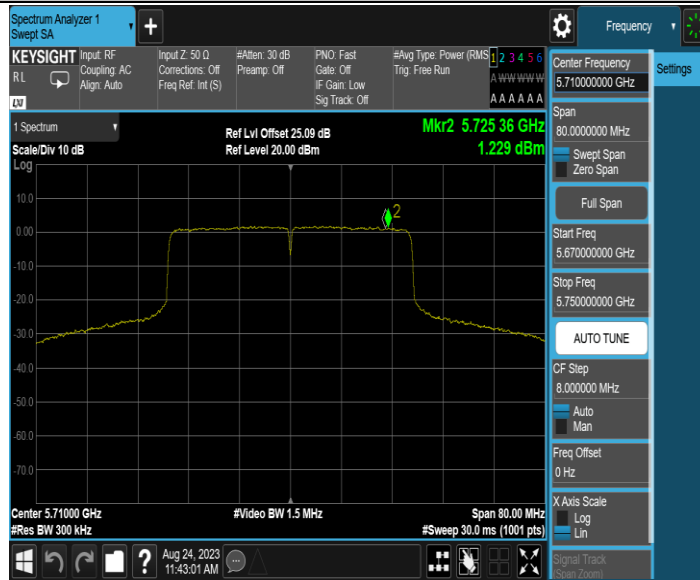 Spectrum Analyzer 1
Swept SA
Frequency
KEYSIGHT
RL
LXI
Input: RF
Coupling: AC
Align: Auto
Input Z: 50 Ω
Corrections: Off
Freq Ref: Int (S)
#Atten: 30 dB
Preamp: Off
PNO: Fast
Gate: Off
IF Gain: Low
Sig Track: Off
#Avg Type: Power (RMS
Trig: Free Run
1 2 3 4 5 6
A W W W W W
A A A A A A
1 Spectrum
Scale/Div 10 dB
Ref Lvl Offset 25.09 dB
Ref Level 20.00 dBm
Mkr2 5.725 36 GHz
1.229 dBm
Log
10.0
0.00
-10.0
-20.0
-30.0
-40.0
-50.0
-60.0
-70.0
2
Center 5.71000 GHz
#Res BW 300 kHz
#Video BW 1.5 MHz
Span 80.00 MHz
#Sweep 30.0 ms (1001 pts)
Center Frequency
5.710000000 GHz
Settings
Span
80.0000000 MHz
Swept Span
Zero Span
Full Span
Start Freq
5.670000000 GHz
Stop Freq
5.750000000 GHz
AUTO TUNE
CF Step
8.000000 MHz
Auto
Man
Freq Offset
0 Hz
X Axis Scale
Log
Lin
Signal Track
(Span Zoom)
Aug 24, 2023
11:43:01 AM